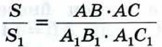 S/S₁ = AB · AC / A₁B₁ · A₁C₁